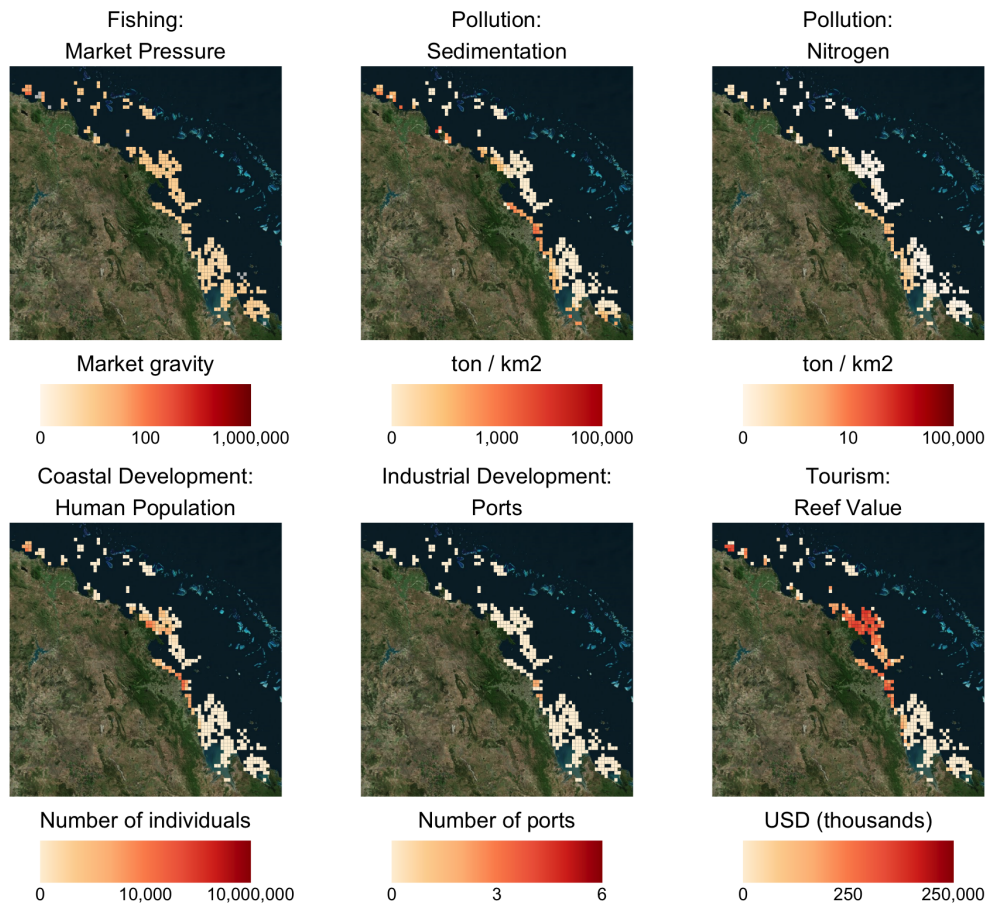 Fishing:
Market Pressure
Pollution:
Sedimentation
Pollution:
Nitrogen
Market gravity
0 100 1,000,000
ton / km2
0 1,000 100,000
ton / km2
0 10 100,000
Coastal Development:
Human Population
Industrial Development:
Ports
Tourism:
Reef Value
Number of individuals
0 10,000 10,000,000
Number of ports
0 3 6
USD (thousands)
0 250 250,000